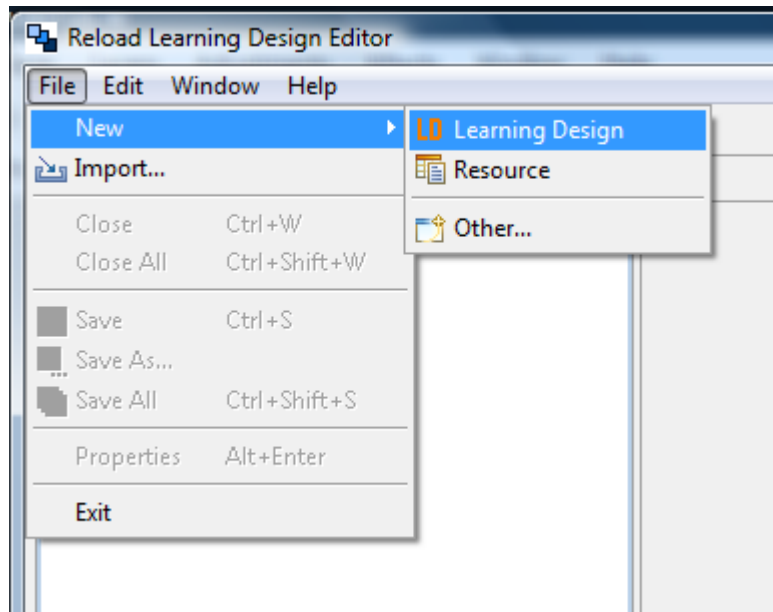 Reload Learning Design Editor
File Edit Window Help
New
LD Learning Design
Import...
Resource
Close Ctrl+W
Other...
Close All Ctrl+Shift+W
Save Ctrl+S
Save As...
Save All Ctrl+Shift+S
Properties Alt+Enter
Exit